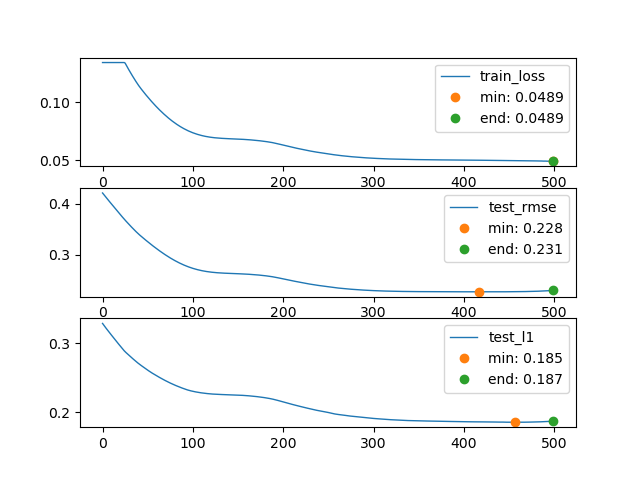 train_loss
min: 0.0489
end: 0.0489
0.10
0.05
0 100 200 300 400 500
test_rmse
min: 0.228
end: 0.231
0.4
0.3
0 100 200 300 400 500
test_l1
min: 0.185
end: 0.187
0.3
0.2
0 100 200 300 400 500